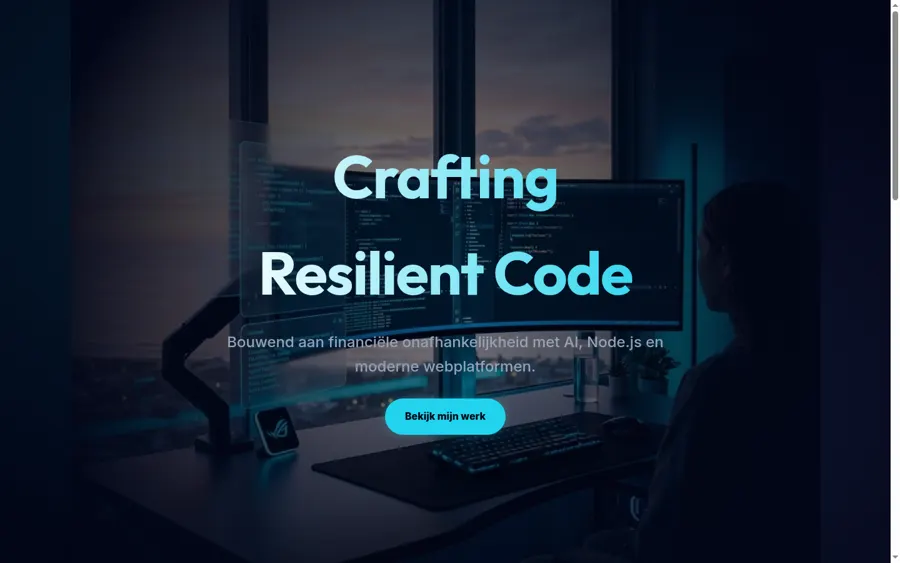 Crafting
Resilient Code
Bouwend aan financiële onafhankelijkheid met AI, Node.js en
moderne webplatformen.
Bekijk mijn werk